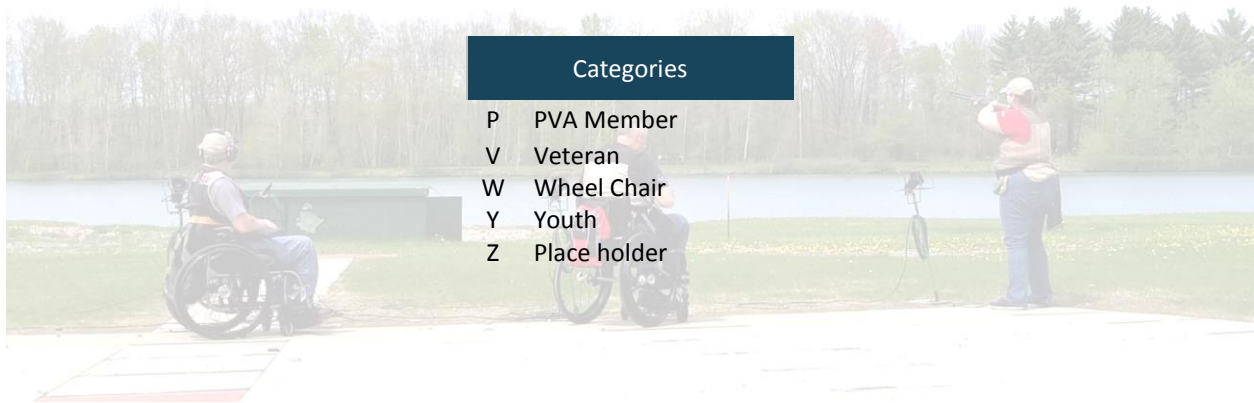 Categories
P PVA Member
V Veteran
W Wheel Chair
Y Youth
Z Place holder